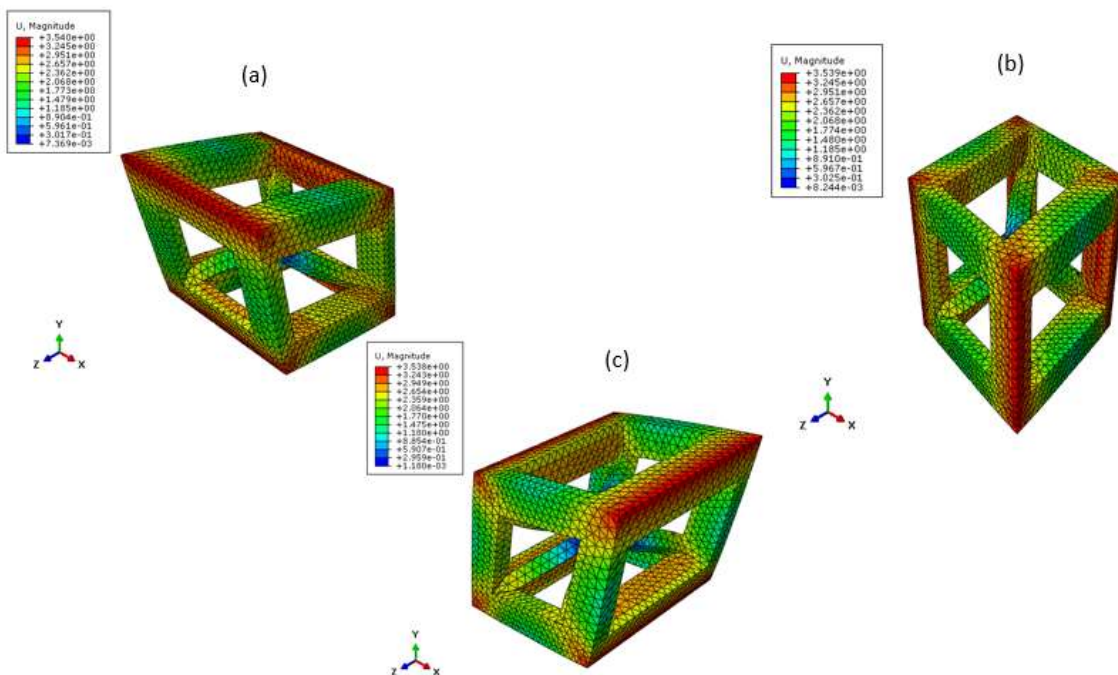 U, Magnitude
+3.540e+00
+3.245e+00
+2.951e+00
+2.657e+00
+2.362e+00
+2.068e+00
+1.773e+00
+1.479e+00
+1.185e+00
+8.904e-01
+5.961e-01
+3.017e-01
+7.369e-03
(a)
Y
Z
X
U, Magnitude
+3.539e+00
+3.245e+00
+2.951e+00
+2.657e+00
+2.362e+00
+2.068e+00
+1.774e+00
+1.480e+00
+1.185e+00
+8.910e-01
+5.967e-01
+3.025e-01
+8.244e-03
(b)
Y
Z
X
U, Magnitude
+3.538e+00
+3.243e+00
+2.949e+00
+2.654e+00
+2.359e+00
+2.064e+00
+1.770e+00
+1.475e+00
+1.180e+00
+8.854e-01
+5.907e-01
+2.959e-01
+1.180e-03
(c)
Y
Z
X